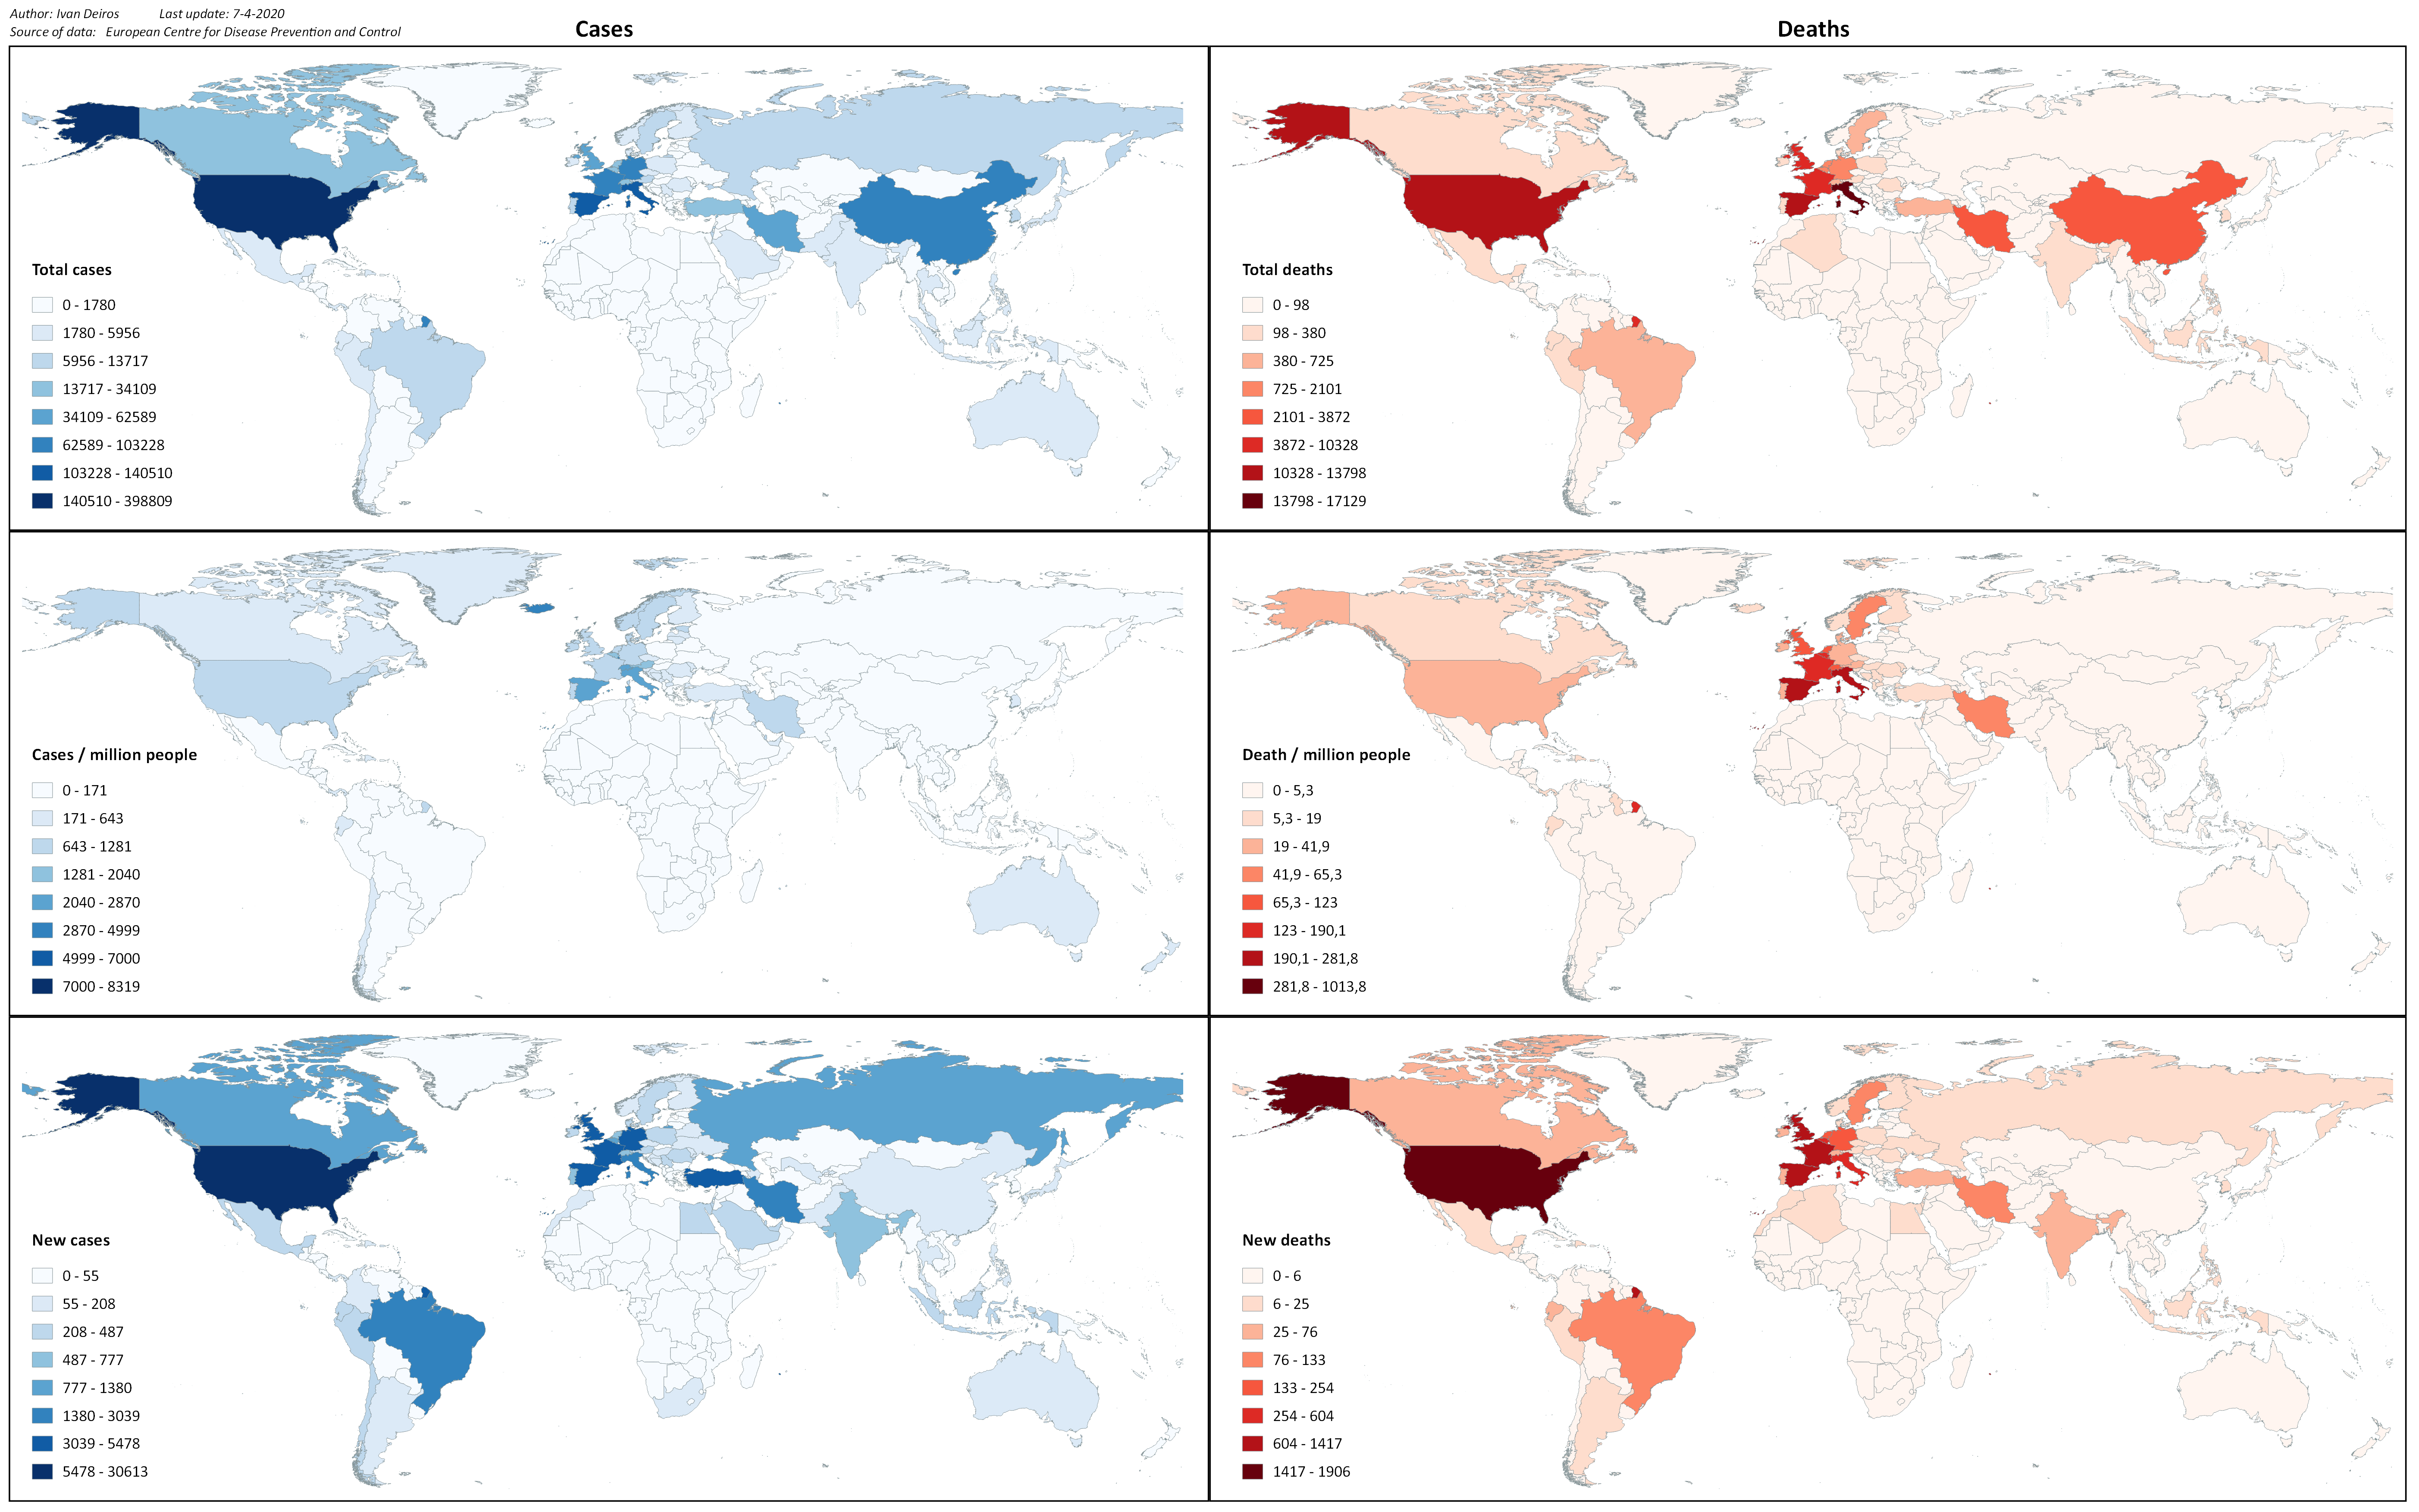 Author: Ivan Deiros Last update: 7-4-2020
Source of data: European Centre for Disease Prevention and Control
Cases
Deaths
Total cases
0 - 1780
1780 - 5956
5956 - 13717
13717 - 34109
34109 - 62589
62589 - 103228
103228 - 140510
140510 - 398809
Total deaths
0 - 98
98 - 380
380 - 725
725 - 2101
2101 - 3872
3872 - 10328
10328 - 13798
13798 - 17129
Cases / million people
0 - 171
171 - 643
643 - 1281
1281 - 2040
2040 - 2870
2870 - 4999
4999 - 7000
7000 - 8319
Death / million people
0 - 5,3
5,3 - 19
19 - 41,9
41,9 - 65,3
65,3 - 123
123 - 190,1
190,1 - 281,8
281,8 - 1013,8
New cases
0 - 55
55 - 208
208 - 487
487 - 777
777 - 1380
1380 - 3039
3039 - 5478
5478 - 30613
New deaths
0 - 6
6 - 25
25 - 76
76 - 133
133 - 254
254 - 604
604 - 1417
1417 - 1906